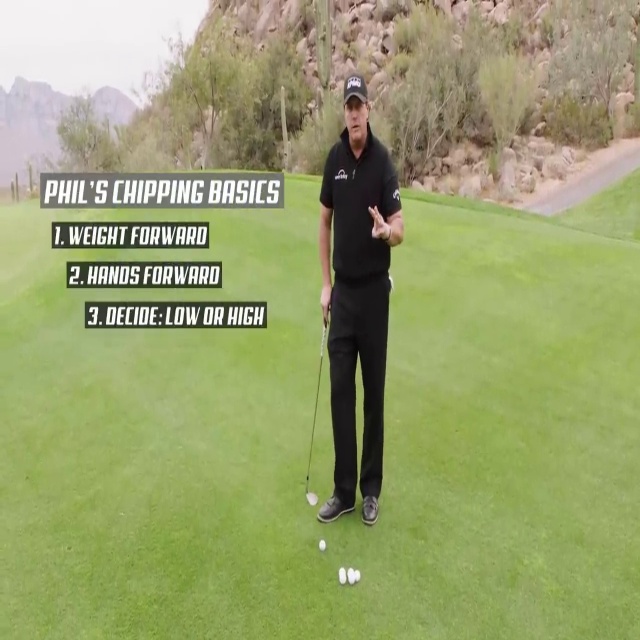 PHIL'S CHIPPING BASICS
1. WEIGHT FORWARD
2. HANDS FORWARD
3. DECIDE: LOW OR HIGH